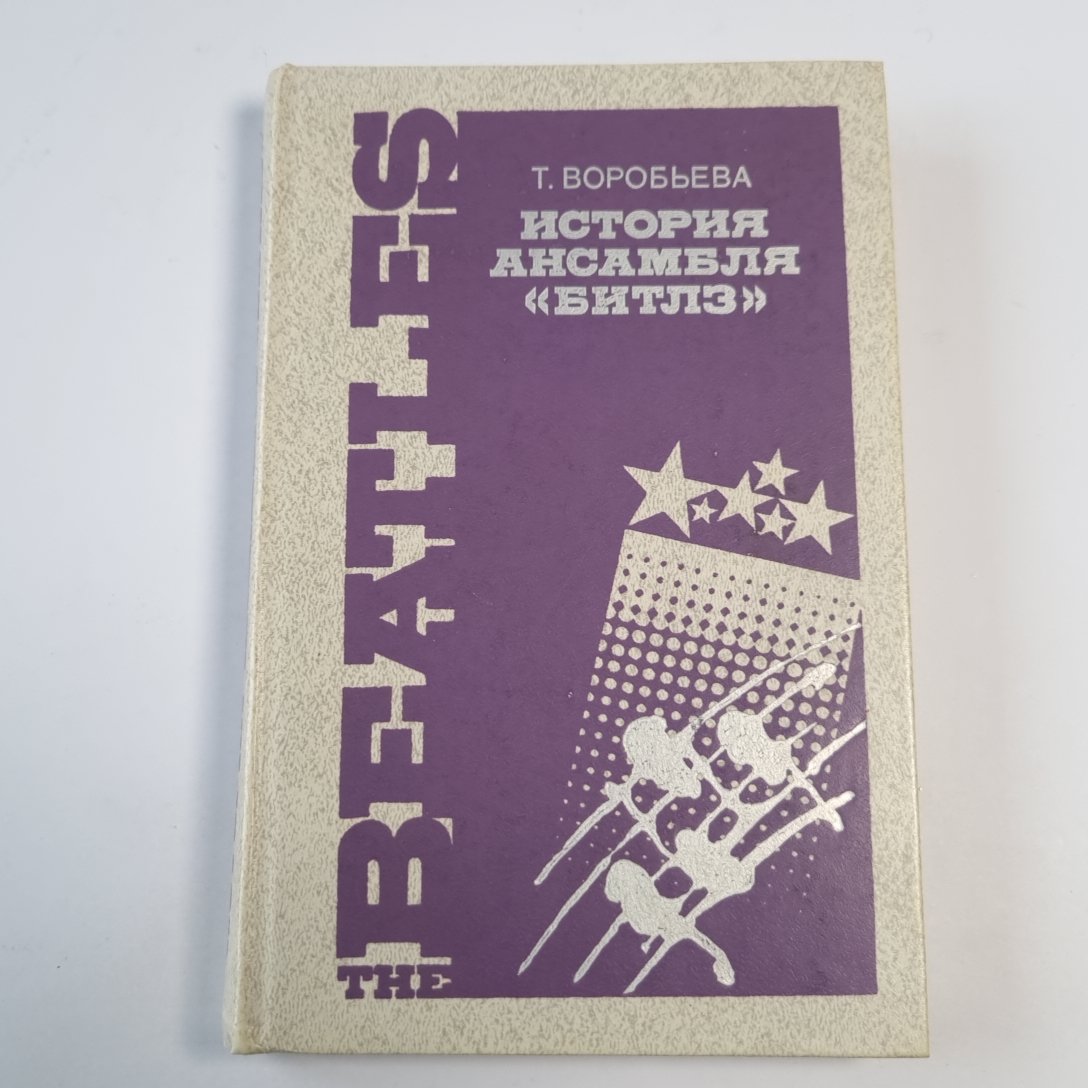 Т. ВОРОБЬЕВА
ИСТОРИЯ
АНСАМБЛЯ
«БИТЛЗ»
THE BEATLES